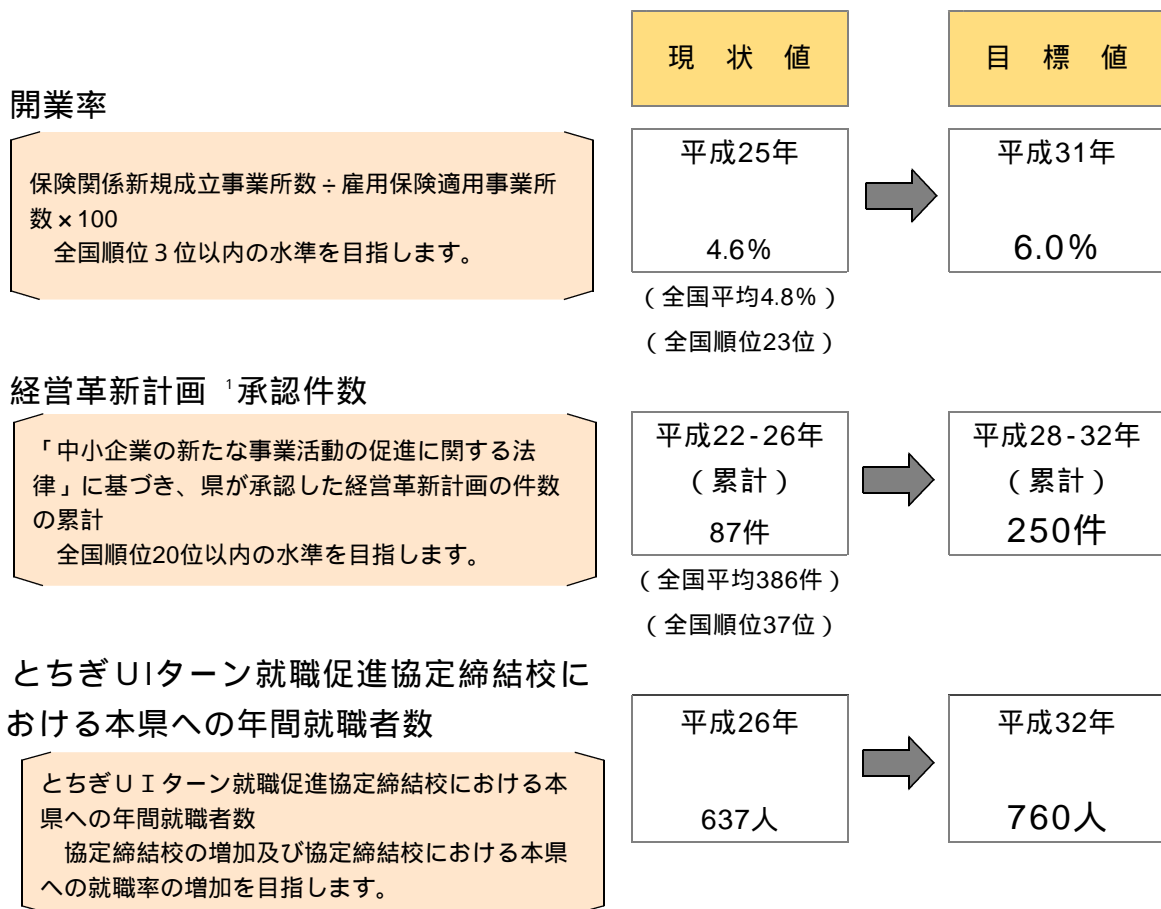 現 状 値
目 標 値
開業率
保険関係新規成立事業所数÷雇用保険適用事業所
数×100
全国順位３位以内の水準を目指します。
平成25年
4.6%
(全国平均4.8%)
(全国順位23位)
平成31年
6.0%
経営革新計画 ¹承認件数
「中小企業の新たな事業活動の促進に関する法
律」に基づき、県が承認した経営革新計画の件数
の累計
全国順位20位以内の水準を目指します。
平成22-26年
(累計)
87件
(全国平均386件)
(全国順位37位)
平成28-32年
(累計)
250件
とちぎUIターン就職促進協定締結校に
おける本県への年間就職者数
とちぎＵＩターン就職促進協定締結校における本
県への年間就職者数
協定締結校の増加及び協定締結校における本県
への就職率の増加を目指します。
平成26年
637人
平成32年
760人